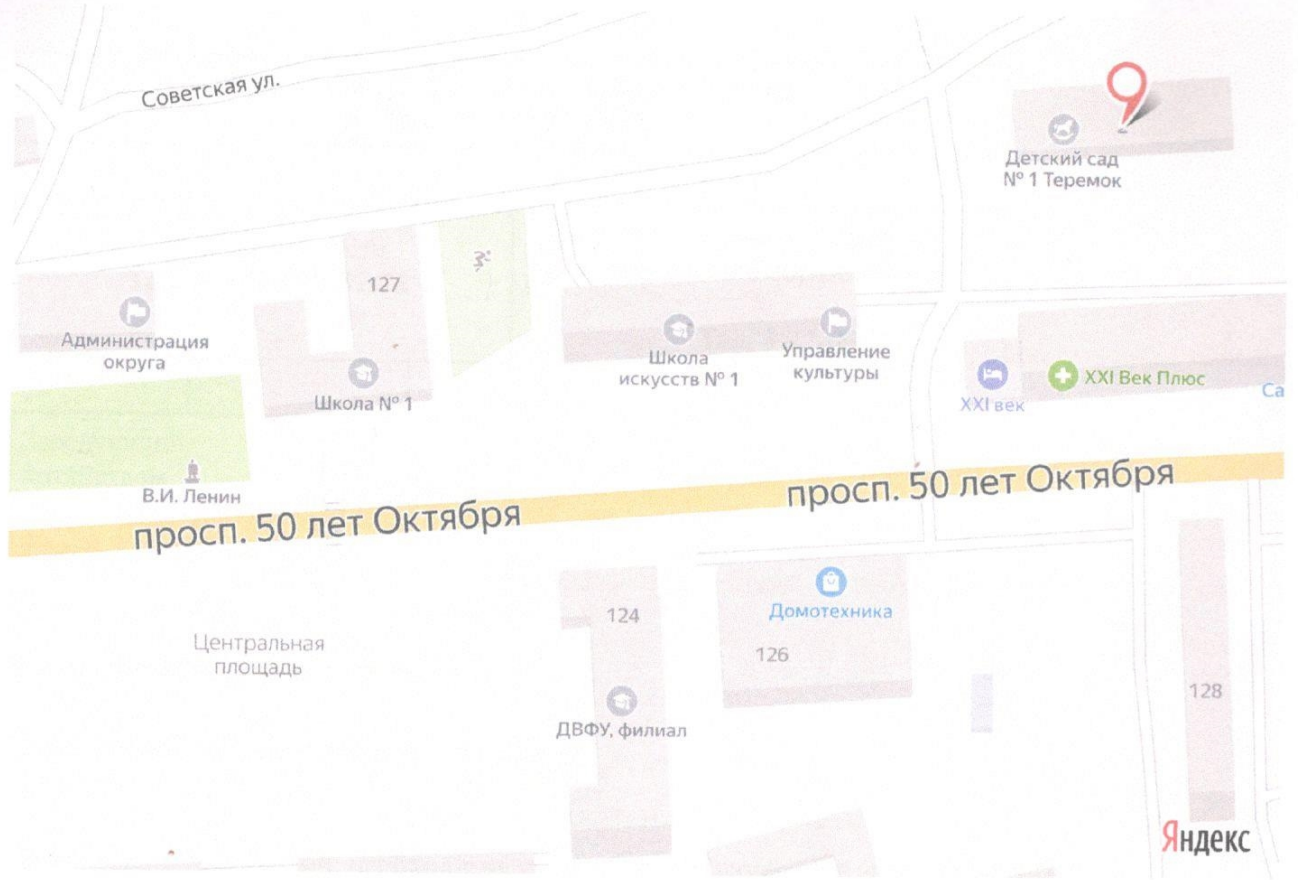 Советская ул.
Детский сад
№ 1 Теремок
127
Администрация
округа
Школа № 1
Школа
искусств № 1
Управление
культуры
XXI век
XXI Век Плюс
Са
В.И. Ленин
просп. 50 лет Октября
просп. 50 лет Октября
Центральная
площадь
124
ДВФУ, филиал
Домотехника
126
128
Яндекс